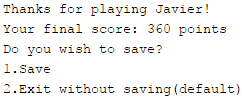 Thanks for playing Javier!
Your final score: 360 points
Do you wish to save?
1.Save
2.Exit without saving(default)